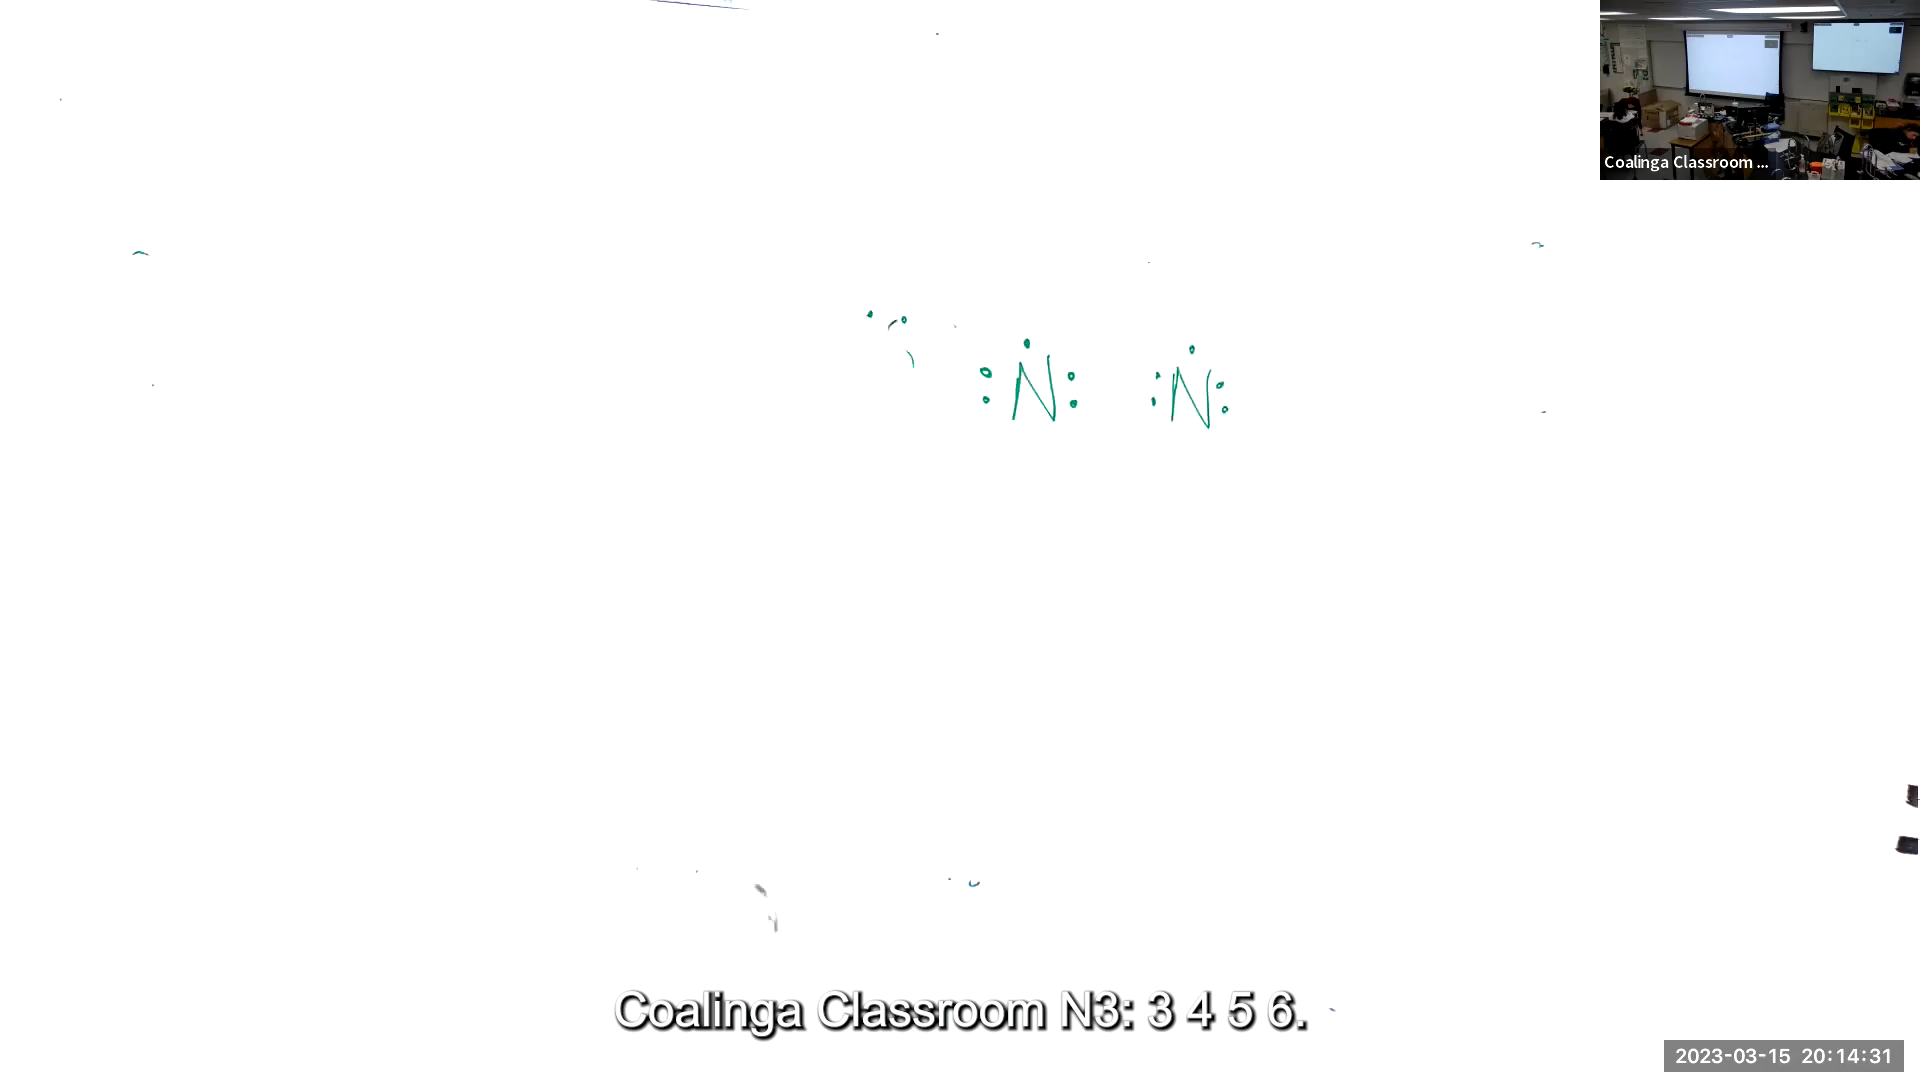 Coalinga Classroom ...
N N
Coalinga Classroom N3: 3 4 5 6.
2023-03-15 20:14:31